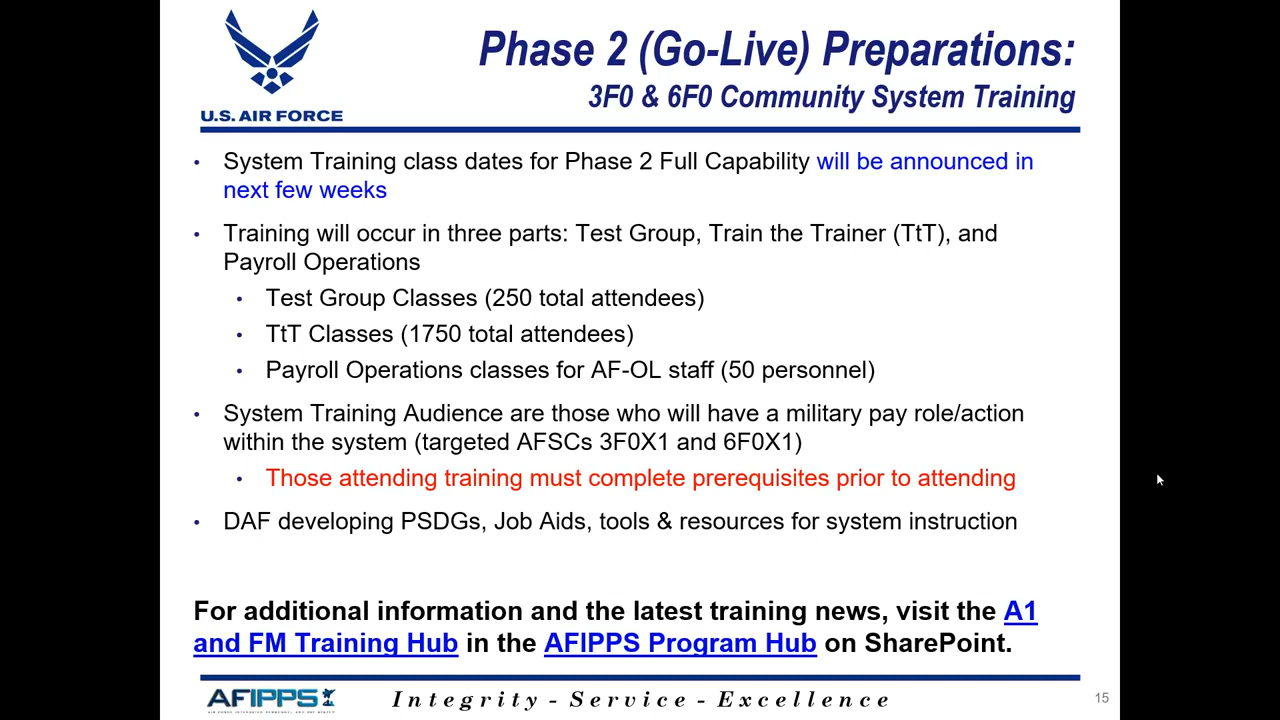 Phase 2 (Go-Live) Preparations:
3F0 & 6F0 Community System Training
U.S. AIR FORCE
• System Training class dates for Phase 2 Full Capability will be announced in
next few weeks
• Training will occur in three parts: Test Group, Train the Trainer (TtT), and
Payroll Operations
• Test Group Classes (250 total attendees)
• TtT Classes (1750 total attendees)
• Payroll Operations classes for AF-OL staff (50 personnel)
• System Training Audience are those who will have a military pay role/action
within the system (targeted AFSCs 3F0X1 and 6F0X1)
• Those attending training must complete prerequisites prior to attending
• DAF developing PSDGs, Job Aids, tools & resources for system instruction
For additional information and the latest training news, visit the A1
and FM Training Hub in the AFIPPS Program Hub on SharePoint.
AFIPPS
Integrity - Service - Excellence
15